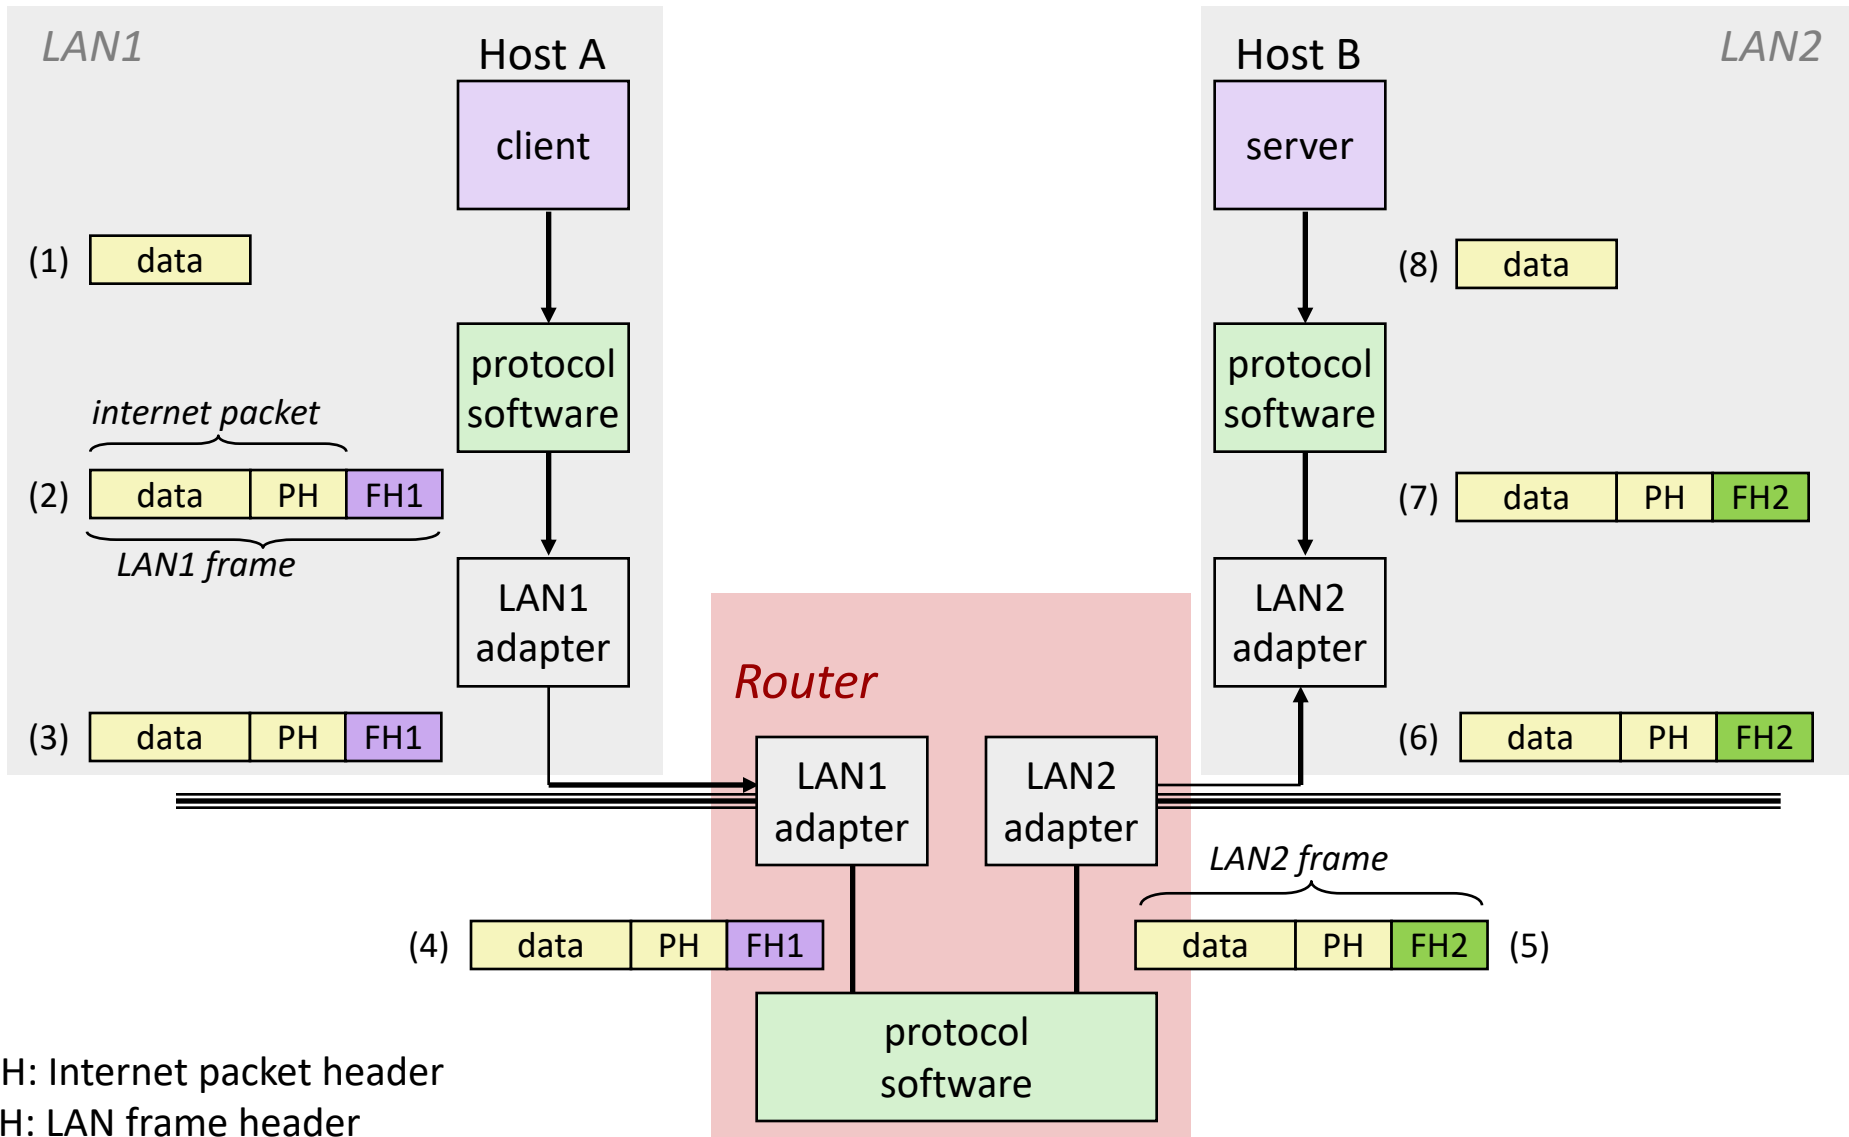 LAN1
Host A
client
(1) data
protocol
software
internet packet
(2) data PH FH1
LAN1 frame
LAN1
adapter
(3) data PH FH1
Host B
LAN2
server
(8) data
protocol
software
(7) data PH FH2
LAN2
adapter
(6) data PH FH2
Router
LAN1
adapter
LAN2
adapter
LAN2 frame
(4) data PH FH1
data PH FH2 (5)
protocol
software
H: Internet packet header
H: LAN frame header